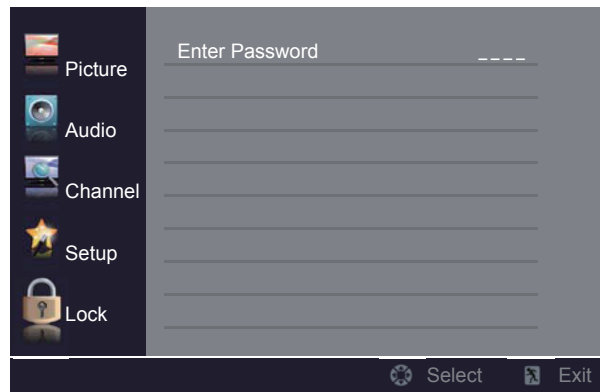 Picture
Audio
Channel
Setup
Lock
Enter Password _ _ _ _
Select Exit